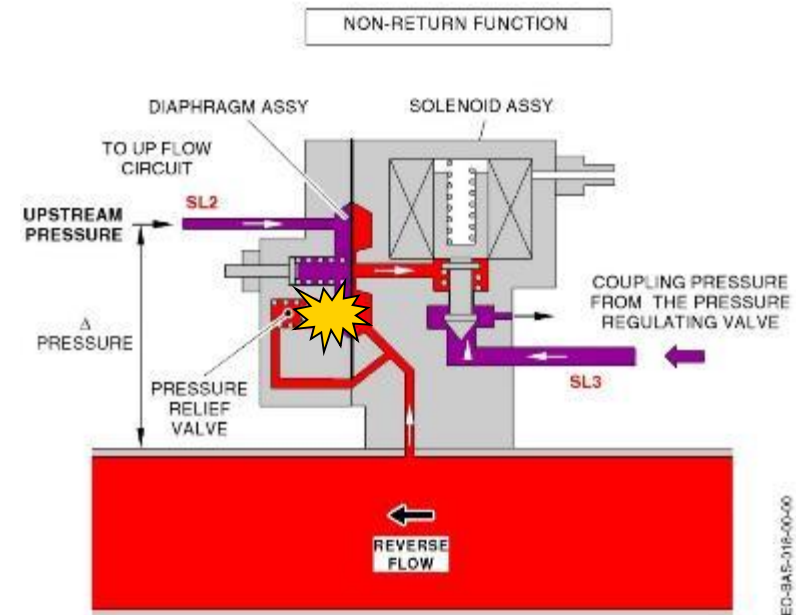 NON-RETURN FUNCTION
DIAPHRAGM ASSY
SOLENOID ASSY
TO UP FLOW
CIRCUIT
SL2
UPSTREAM
PRESSURE
COUPLING PRESSURE
FROM THE PRESSURE
REGULATING VALVE
Δ
PRESSURE
SL3
PRESSURE
RELIEF
VALVE
REVERSE
FLOW